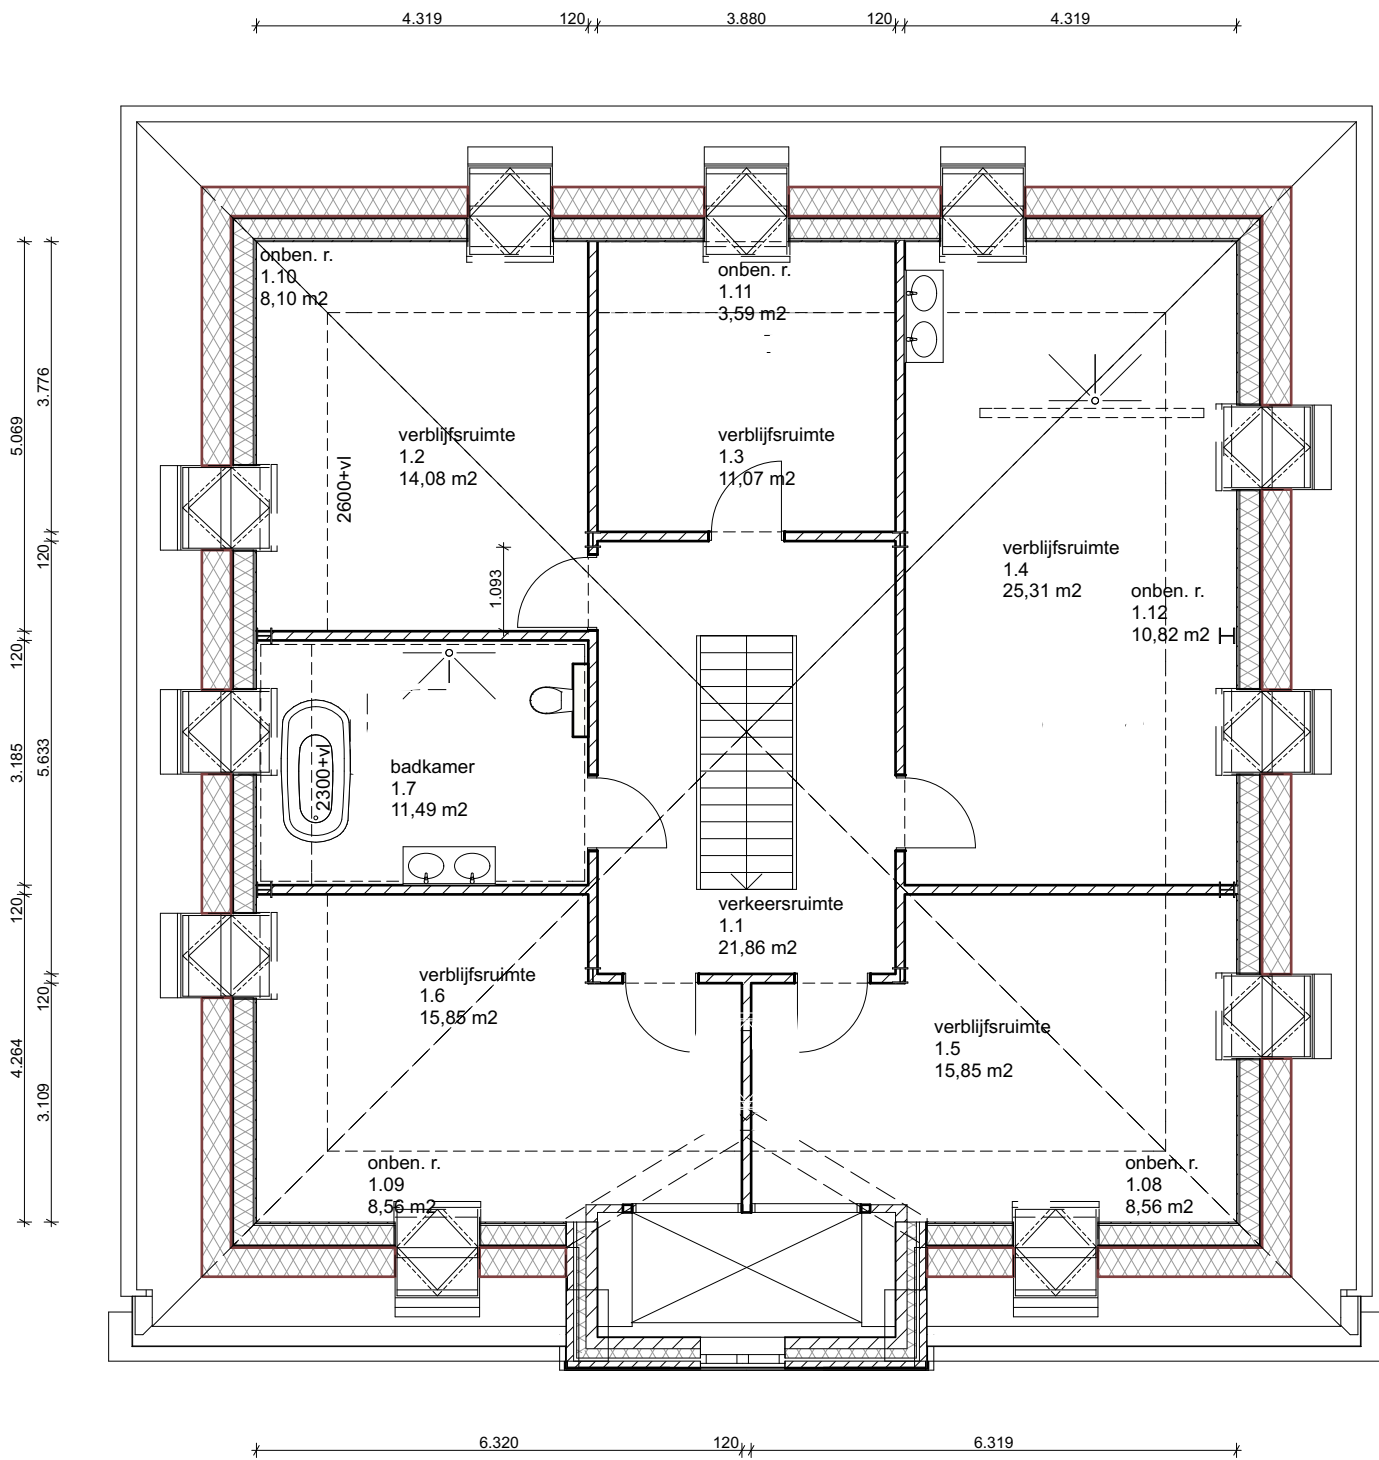 4.319
120
3.880
120
4.319
onben. r.
1.10
8,10 m2
onben. r.
1.11
3,59 m2
verblijfsruimte
1.2
14,08 m2
verblijfsruimte
1.3
11,07 m2
2600+vl
1.093
verblijfsruimte
1.4
25,31 m2
onben. r.
1.12
10,82 m2
badkamer
1.7
11,49 m2
2300+vl
verkeersruimte
1.1
21,86 m2
verblijfsruimte
1.6
15,85 m2
verblijfsruimte
1.5
15,85 m2
onben. r.
1.09
8,56 m2
onben. r.
1.08
8,56 m2
5.069
3.776
120
120
3.185
5.633
120
120
4.264
3.109
6.320
120
6.319